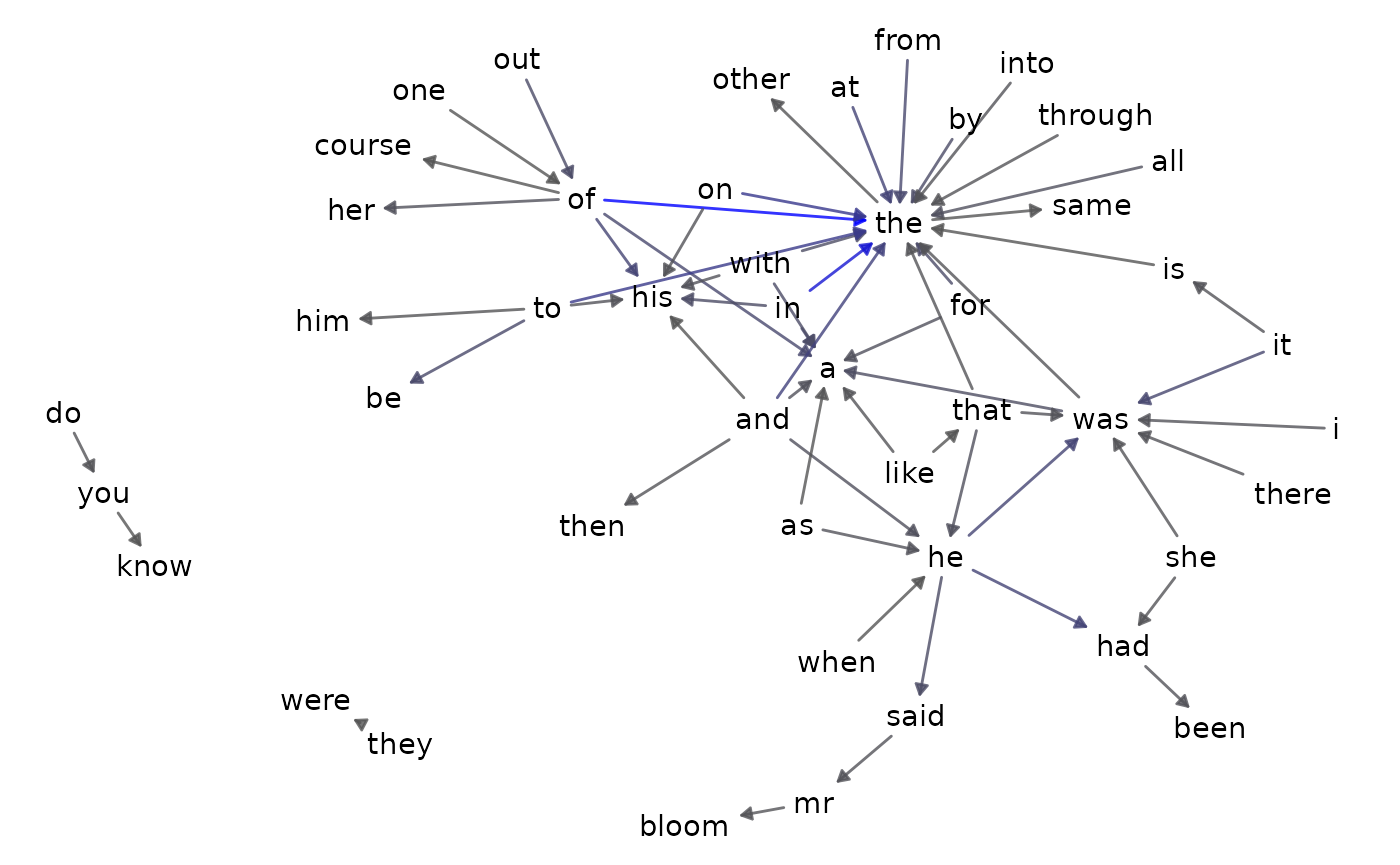 from
out
into
other
at
one
by
through
course
all
on
of
her
same
the
with
is
his
in
for
to
him
it
a
be
that
do
and
was
i
like
you
there
then
as
he
she
know
had
when
were
said
been
they
mr
bloom